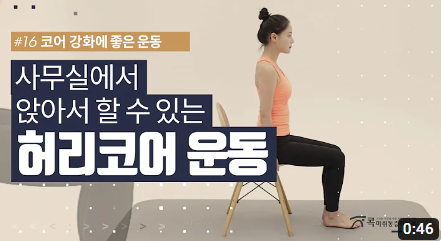 #16 코어 강화에 좋은 운동
사무실에서
앉아서 할 수 있는
허리코어 운동
콕
0:46